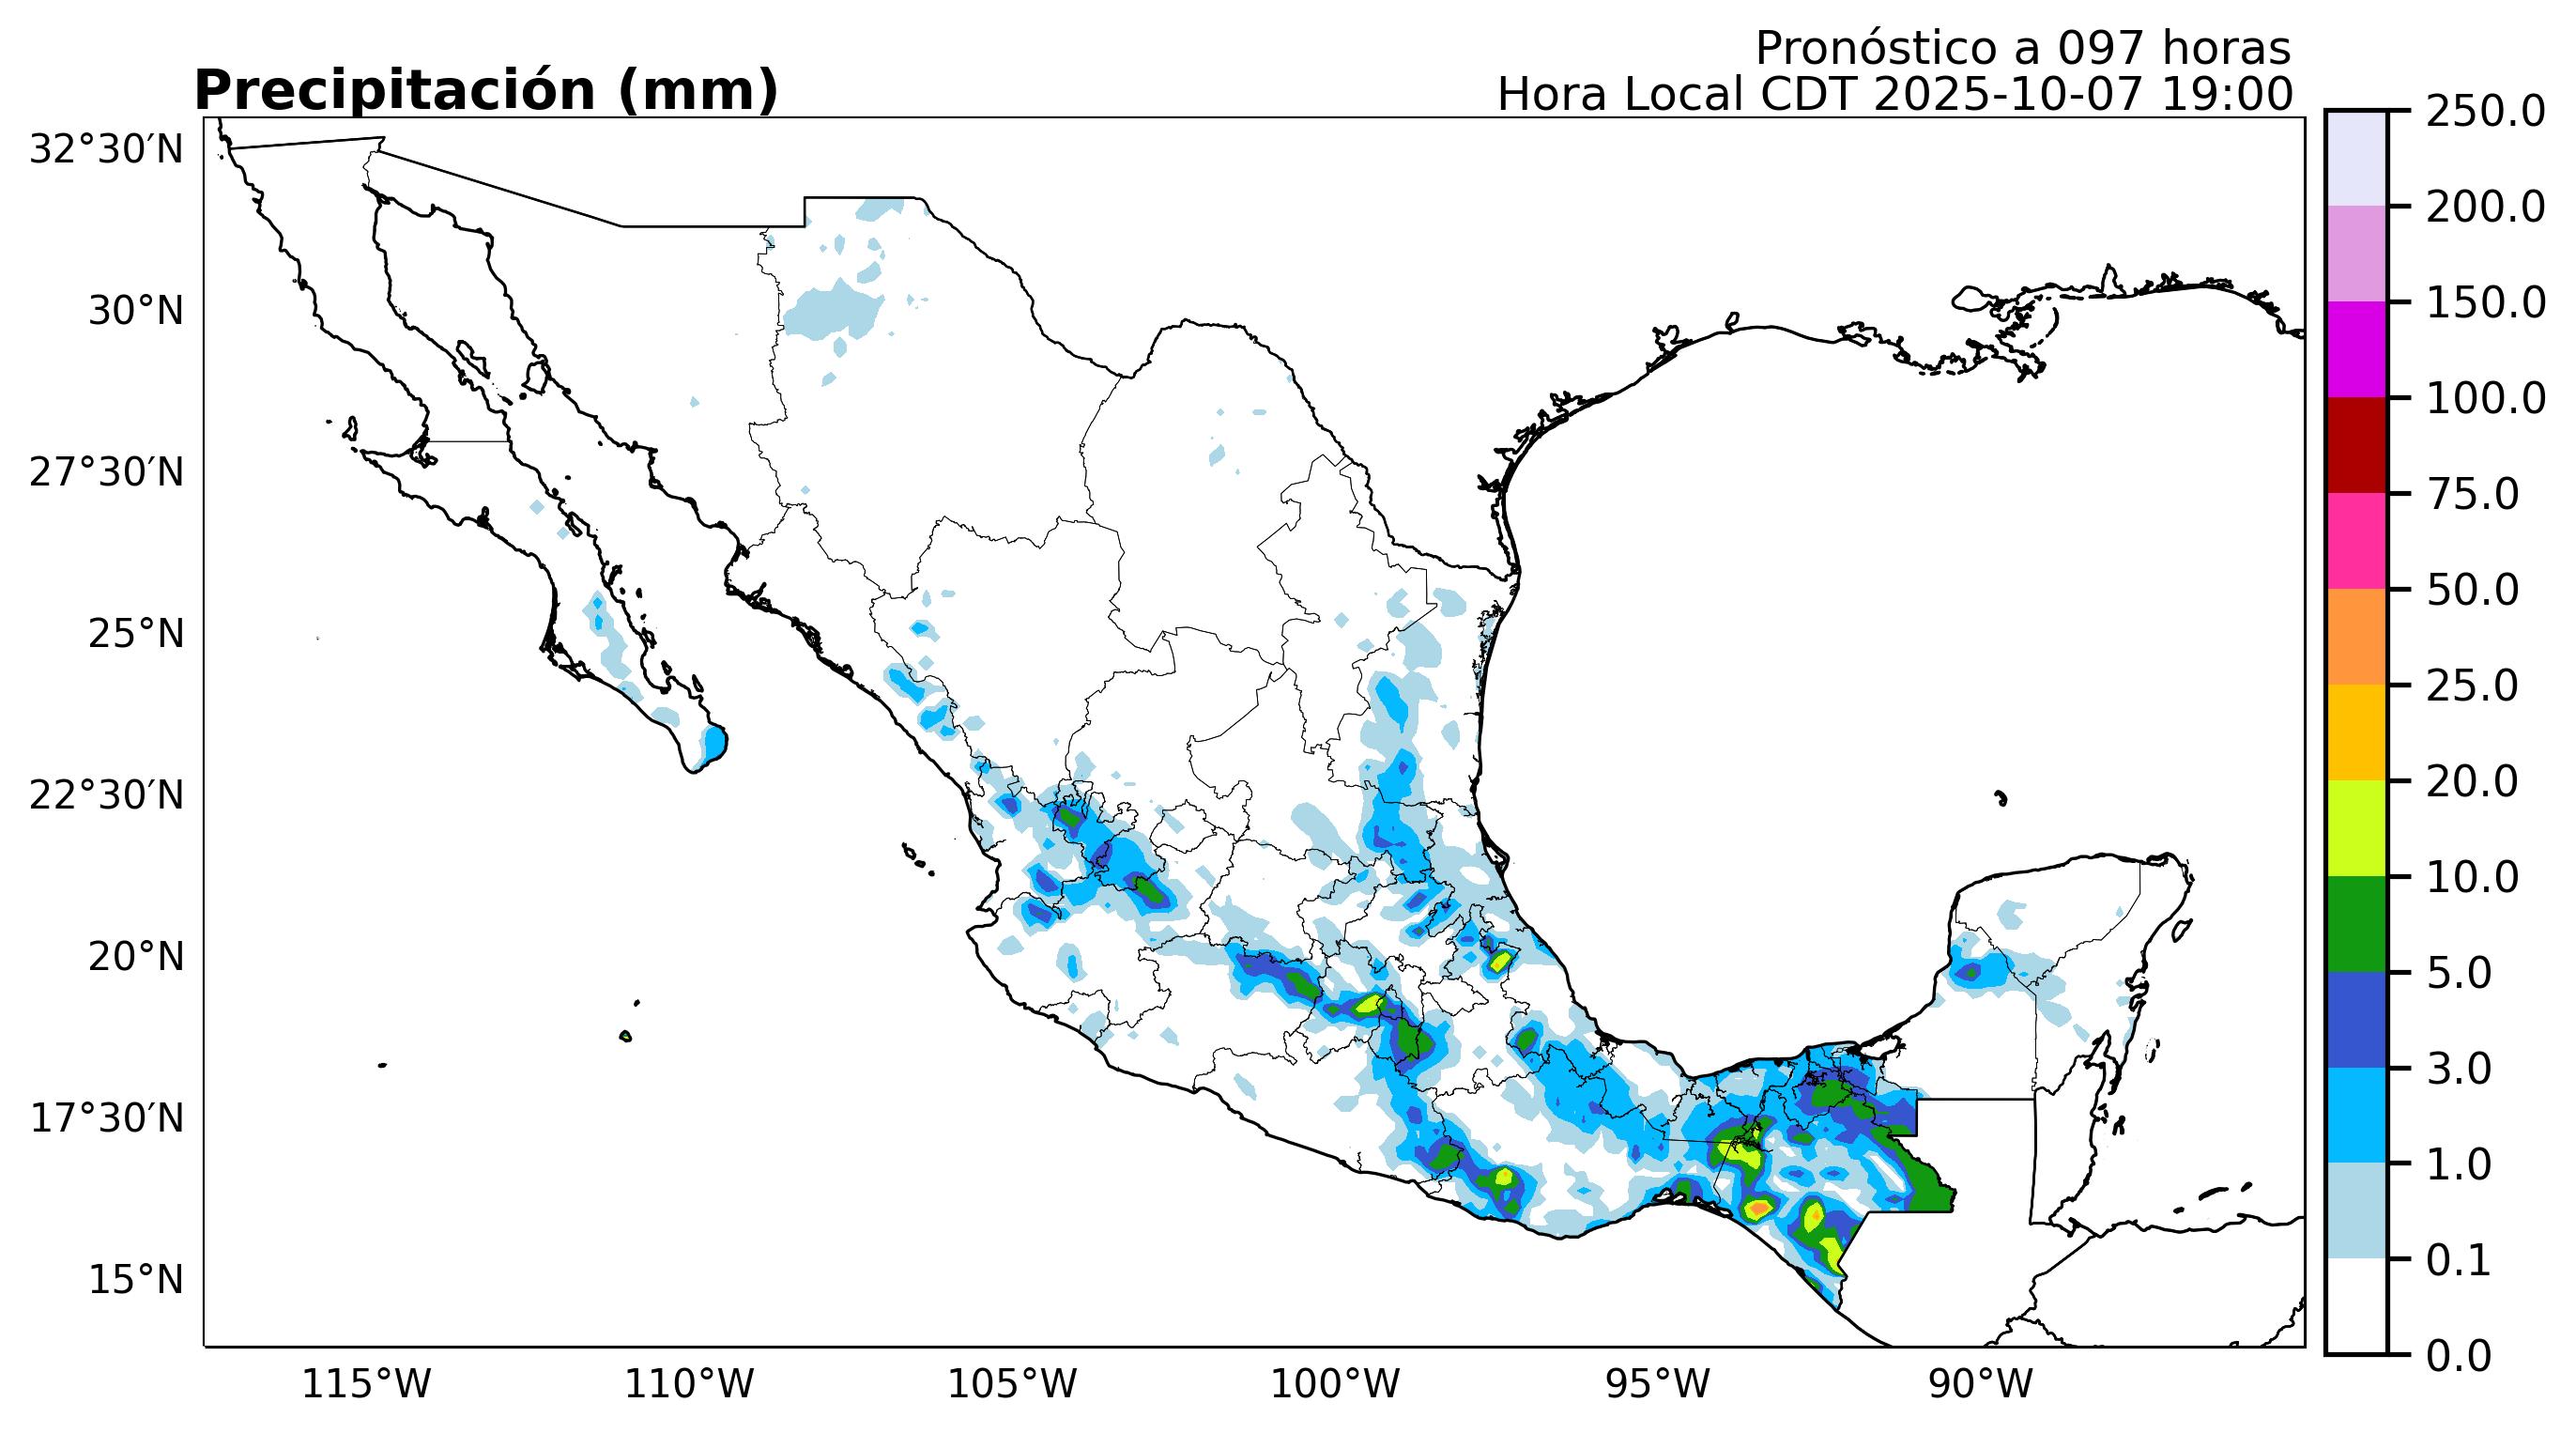 Pronóstico a 097 horas
Precipitación (mm)
Hora Local CDT 2025-10-07 19:00
32°30′N
30°N
27°30′N
25°N
22°30′N
20°N
17°30′N
15°N
115°W
110°W
105°W
100°W
95°W
90°W
250.0
200.0
150.0
100.0
75.0
50.0
25.0
20.0
10.0
5.0
3.0
1.0
0.1
0.0